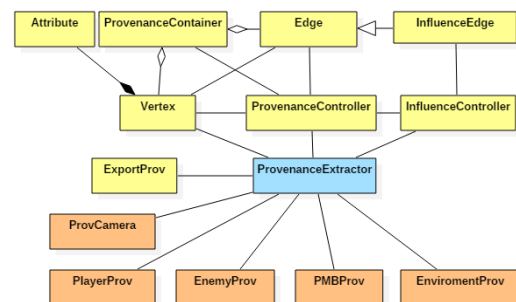 Attribute
ProvenanceContainer
Edge
InfluenceEdge
Vertex
ProvenanceController
InfluenceController
ExportProv
ProvenanceExtractor
ProvCamera
PlayerProv
EnemyProv
PMBProv
EnviromentProv